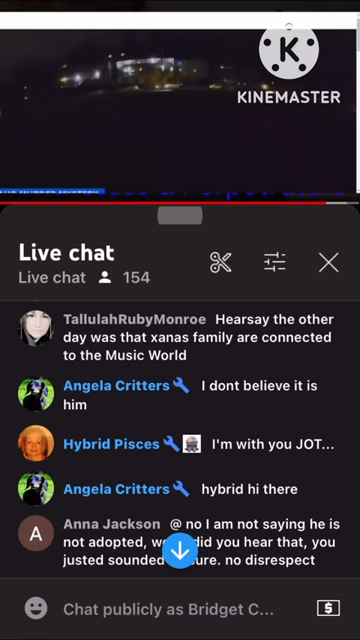 KINEMASTER
Live chat
Live chat 154
TallulahRubyMonroe Hearsay the other
day was that xanas family are connected
to the Music World
Angela Critters I dont believe it is
him
Hybrid Pisces I'm with you JOT...
Angela Critters hybrid hi there
A
Anna Jackson @ no I am not saying he is
not adopted, did you hear that, you
justed sounded no disrespect
Chat publicly as Bridget C...
$